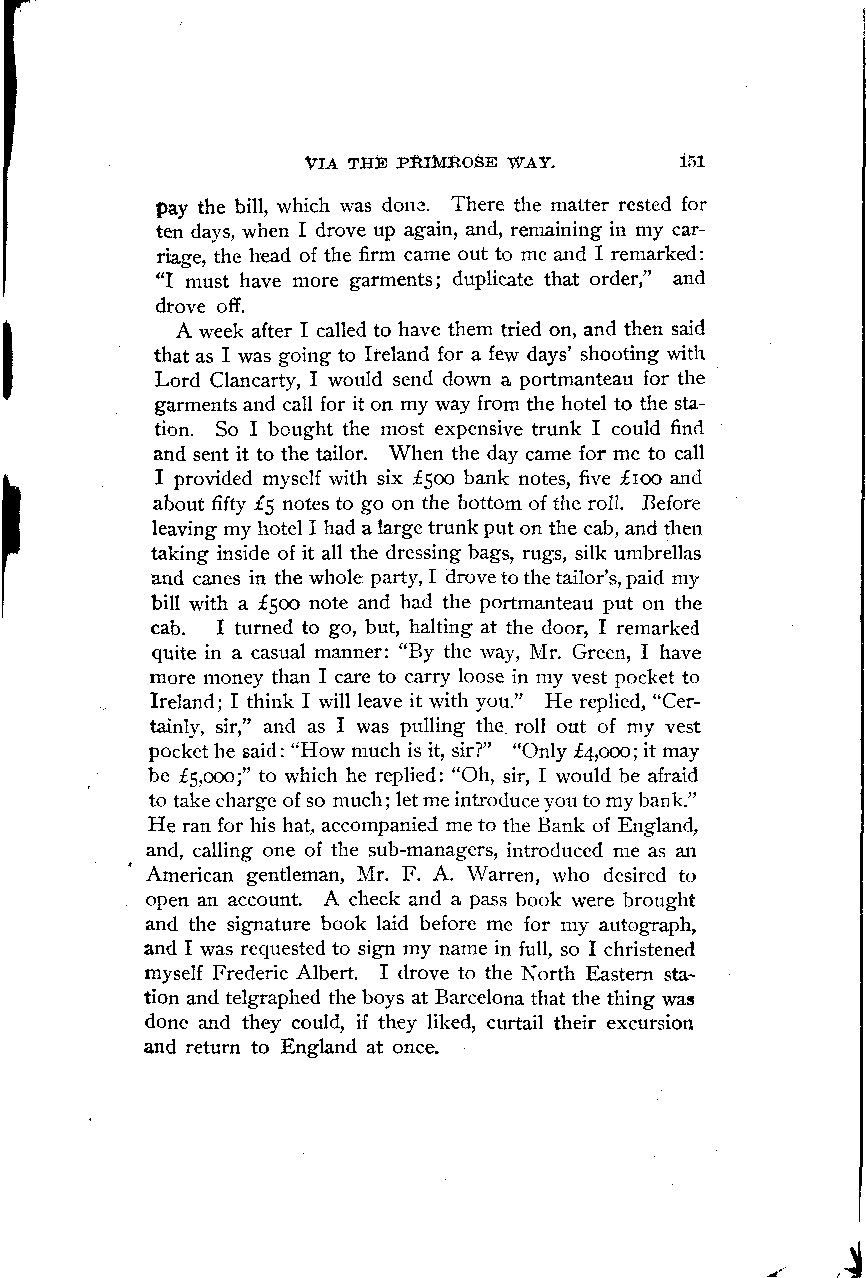 VIA THE PRIMROSE WAY. 151
pay the bill, which was done. There the matter rested for
ten days, when I drove up again, and, remaining in my car-
riage, the head of the firm came out to me and I remarked:
“I must have more garments; duplicate that order,” and
drove off.
A week after I called to have them tried on, and then said
that as I was going to Ireland for a few days’ shooting with
Lord Clancarty, I would send down a portmanteau for the
garments and call for it on my way from the hotel to the sta-
tion. So I bought the most expensive trunk I could find
and sent it to the tailor. When the day came for me to call
I provided myself with six £500 bank notes, five £100 and
about fifty £5 notes to go on the bottom of the roll. Before
leaving my hotel I had a large trunk put on the cab, and then
taking inside of it all the dressing bags, rugs, silk umbrellas
and canes in the whole party, I drove to the tailor’s, paid my
bill with a £500 note and had the portmanteau put on the
cab. I turned to go, but, halting at the door, I remarked
quite in a casual manner: “By the way, Mr. Green, I have
more money than I care to carry loose in my vest pocket to
Ireland; I think I will leave it with you.” He replied, “Cer-
tainly, sir,” and as I was pulling the roll out of my vest
pocket he said: “How much is it, sir?” “Only £4,000; it may
be £5,000;” to which he replied: “Oh, sir, I would be afraid
to take charge of so much; let me introduce you to my bank.”
He ran for his hat, accompanied me to the Bank of England,
and, calling one of the sub-managers, introduced me as an
American gentleman, Mr. F. A. Warren, who desired to
open an account. A check and a pass book were brought
and the signature book laid before me for my autograph,
and I was requested to sign my name in full, so I christened
myself Frederic Albert. I drove to the North Eastern sta-
tion and telgraphed the boys at Barcelona that the thing was
done and they could, if they liked, curtail their excursion
and return to England at once.